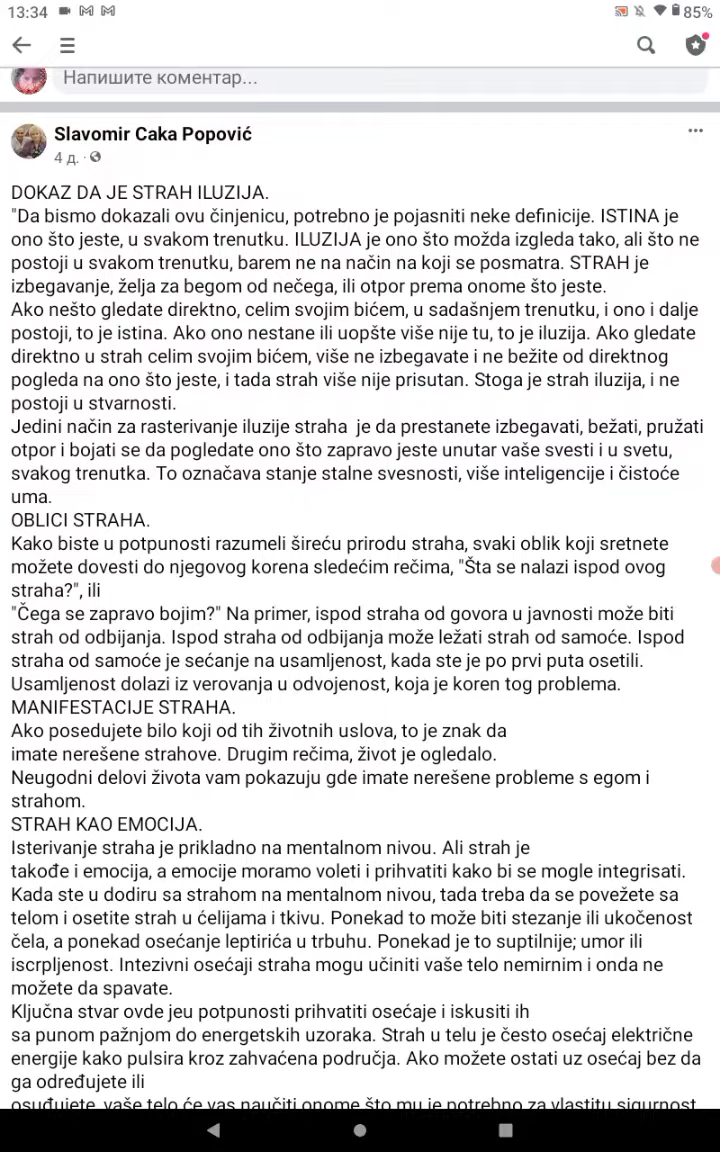 13:34
85%
Напишите коментар...
Slavomir Caka Popović
4 д. ·
DOKAZ DA JE STRAH ILUZIJA.
"Da bismo dokazali ovu činjenicu, potrebno je pojasniti neke definicije. ISTINA je
ono što jeste, u svakom trenutku. ILUZIJA je ono što možda izgleda tako, ali što ne
postoji u svakom trenutku, barem ne na način na koji se posmatra. STRAH je
izbegavanje, želja za begom od nečega, ili otpor prema onome što jeste.
Ako nešto gledate direktno, celim svojim bićem, u sadašnjem trenutku, i ono i dalje
postoji, to je istina. Ako ono nestane ili uopšte više nije tu, to je iluzija. Ako gledate
direktno u strah celim svojim bićem, više ne izbegavate i ne bežite od direktnog
pogleda na ono što jeste, i tada strah više nije prisutan. Stoga je strah iluzija, i ne
postoji u stvarnosti.
Jedini način za rasterivanje iluzije straha  je da prestanete izbegavati, bežati, pružati
otpor i bojati se da pogledate ono što zapravo jeste unutar vaše svesti i u svetu,
svakog trenutka. To označava stanje stalne svesnosti, više inteligencije i čistoće
uma.
OBLICI STRAHA.
Kako biste u potpunosti razumeli šireću prirodu straha, svaki oblik koji sretnete
možete dovesti do njegovog korena sledećim rečima, "Šta se nalazi ispod ovog
straha?", ili
"Čega se zapravo bojim?" Na primer, ispod straha od govora u javnosti može biti
strah od odbijanja. Ispod straha od odbijanja može ležati strah od samoće. Ispod
straha od samoće je sećanje na usamljenost, kada ste je po prvi puta osetili.
Usamljenost dolazi iz verovanja u odvojenost, koja je koren tog problema.
MANIFESTACIJE STRAHA.
Ako posedujete bilo koji od tih životnih uslova, to je znak da
imate nerešene strahove. Drugim rečima, život je ogledalo.
Neugodni delovi života vam pokazuju gde imate nerešene probleme s egom i
strahom.
STRAH KAO EMOCIJA.
Isterivanje straha je prikladno na mentalnom nivou. Ali strah je
takođe i emocija, a emocije moramo voleti i prihvatiti kako bi se mogle integrisati.
Kada ste u dodiru sa strahom na mentalnom nivou, tada treba da se povežete sa
telom i osetite strah u ćelijama i tkivu. Ponekad to može biti stezanje ili ukočenost
čela, a ponekad osećanje leptirića u trbuhu. Ponekad je to suptilnije; umor ili
iscrpljenost. Intezivni osećaji straha mogu učiniti vaše telo nemirnim i onda ne
možete da spavate.
Ključna stvar ovde jeu potpunosti prihvatiti osećaje i iskusiti ih
sa punom pažnjom do energetskih uzoraka. Strah u telu je često osećaj električne
energije kako pulsira kroz zahvaćena područja. Ako možete ostati uz osećaj bez da
ga određujete ili
osuđujete, vaše telo će vas naučiti onome što mu je potrebno za vlastitu sigurnost.